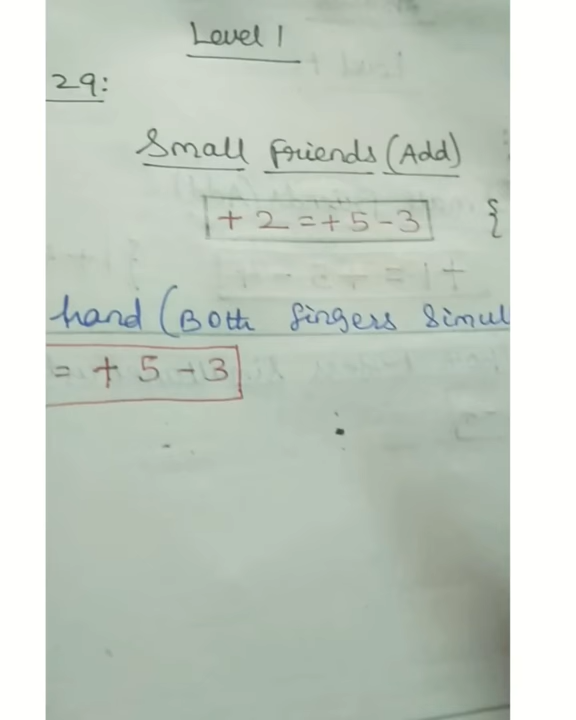 Level 1
29:
Small Friends (Add)
+2=+5-3 {
hand (Both fingers Simul
= + 5 - 3